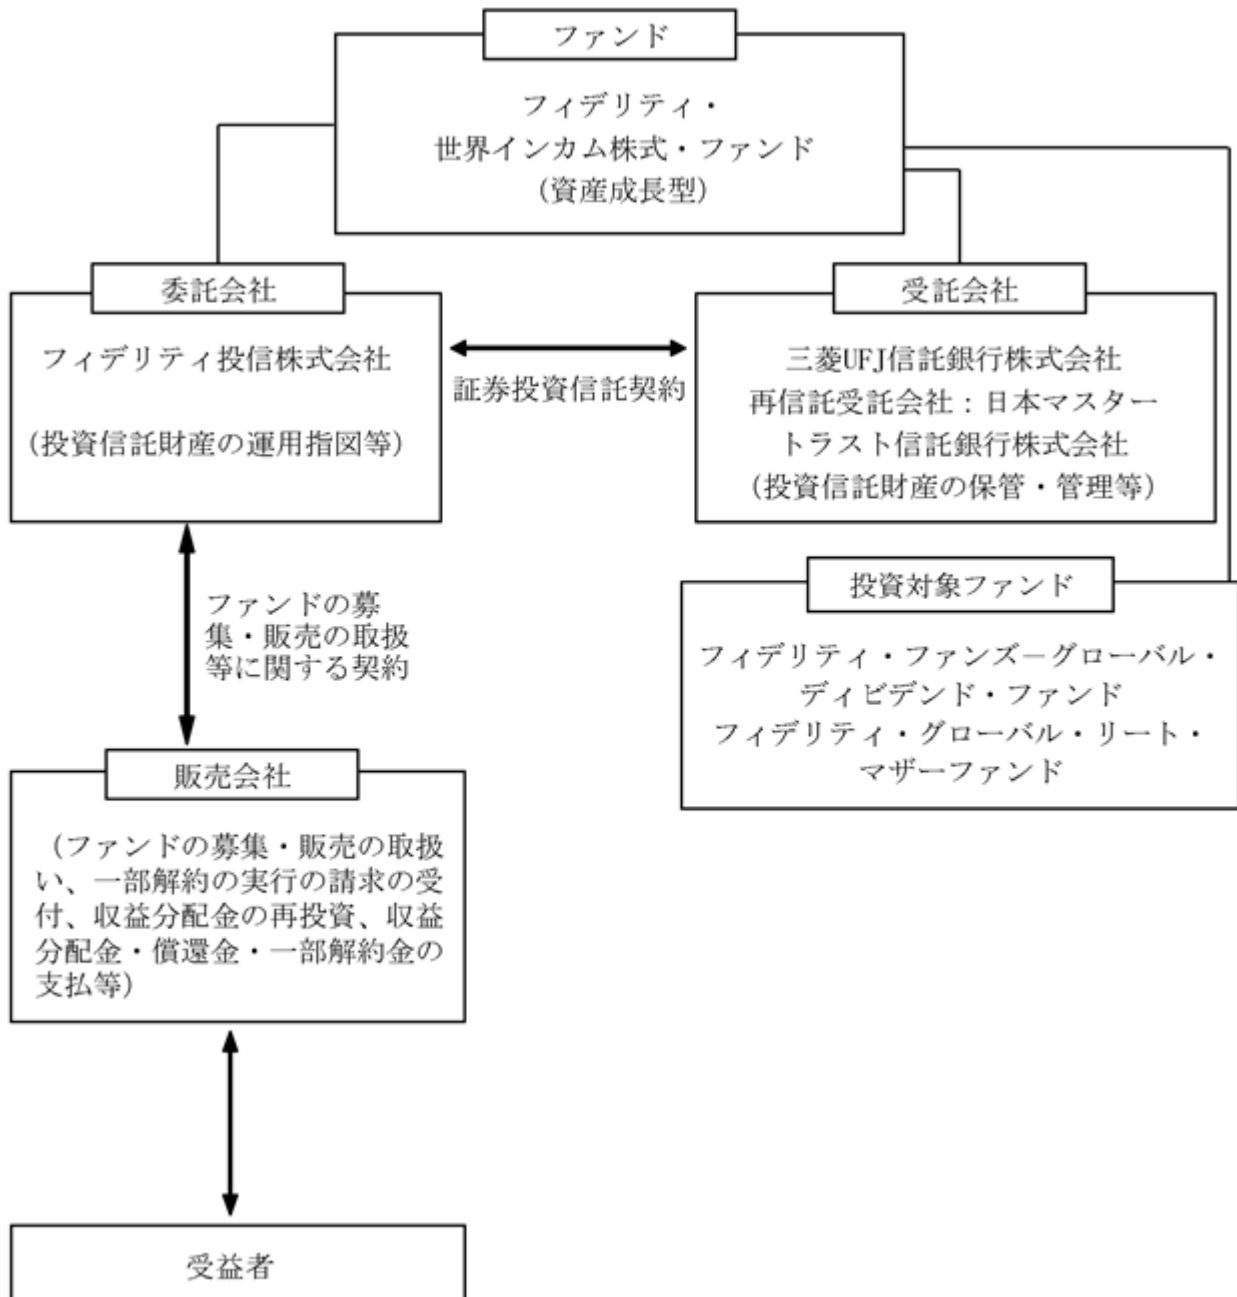 ファンド
フィデリティ・
世界インカム株式・ファンド
（資産成長型）
委託会社
フィデリティ投信株式会社
（投資信託財産の運用指図等）
証券投資信託契約
受託会社
三菱UFJ信託銀行株式会社
再信託受託会社：日本マスター
トラスト信託銀行株式会社
（投資信託財産の保管・管理等）
投資対象ファンド
フィデリティ・ファンズ－グローバル・
ディビデンド・ファンド
フィデリティ・グローバル・リート・
マザーファンド
ファンドの募
集・販売の取扱
等に関する契約
販売会社
（ファンドの募集・販売の取扱
い、一部解約の実行の請求の受
付、収益分配金の再投資、収益
分配金・償還金・一部解約金の
支払等）
受益者